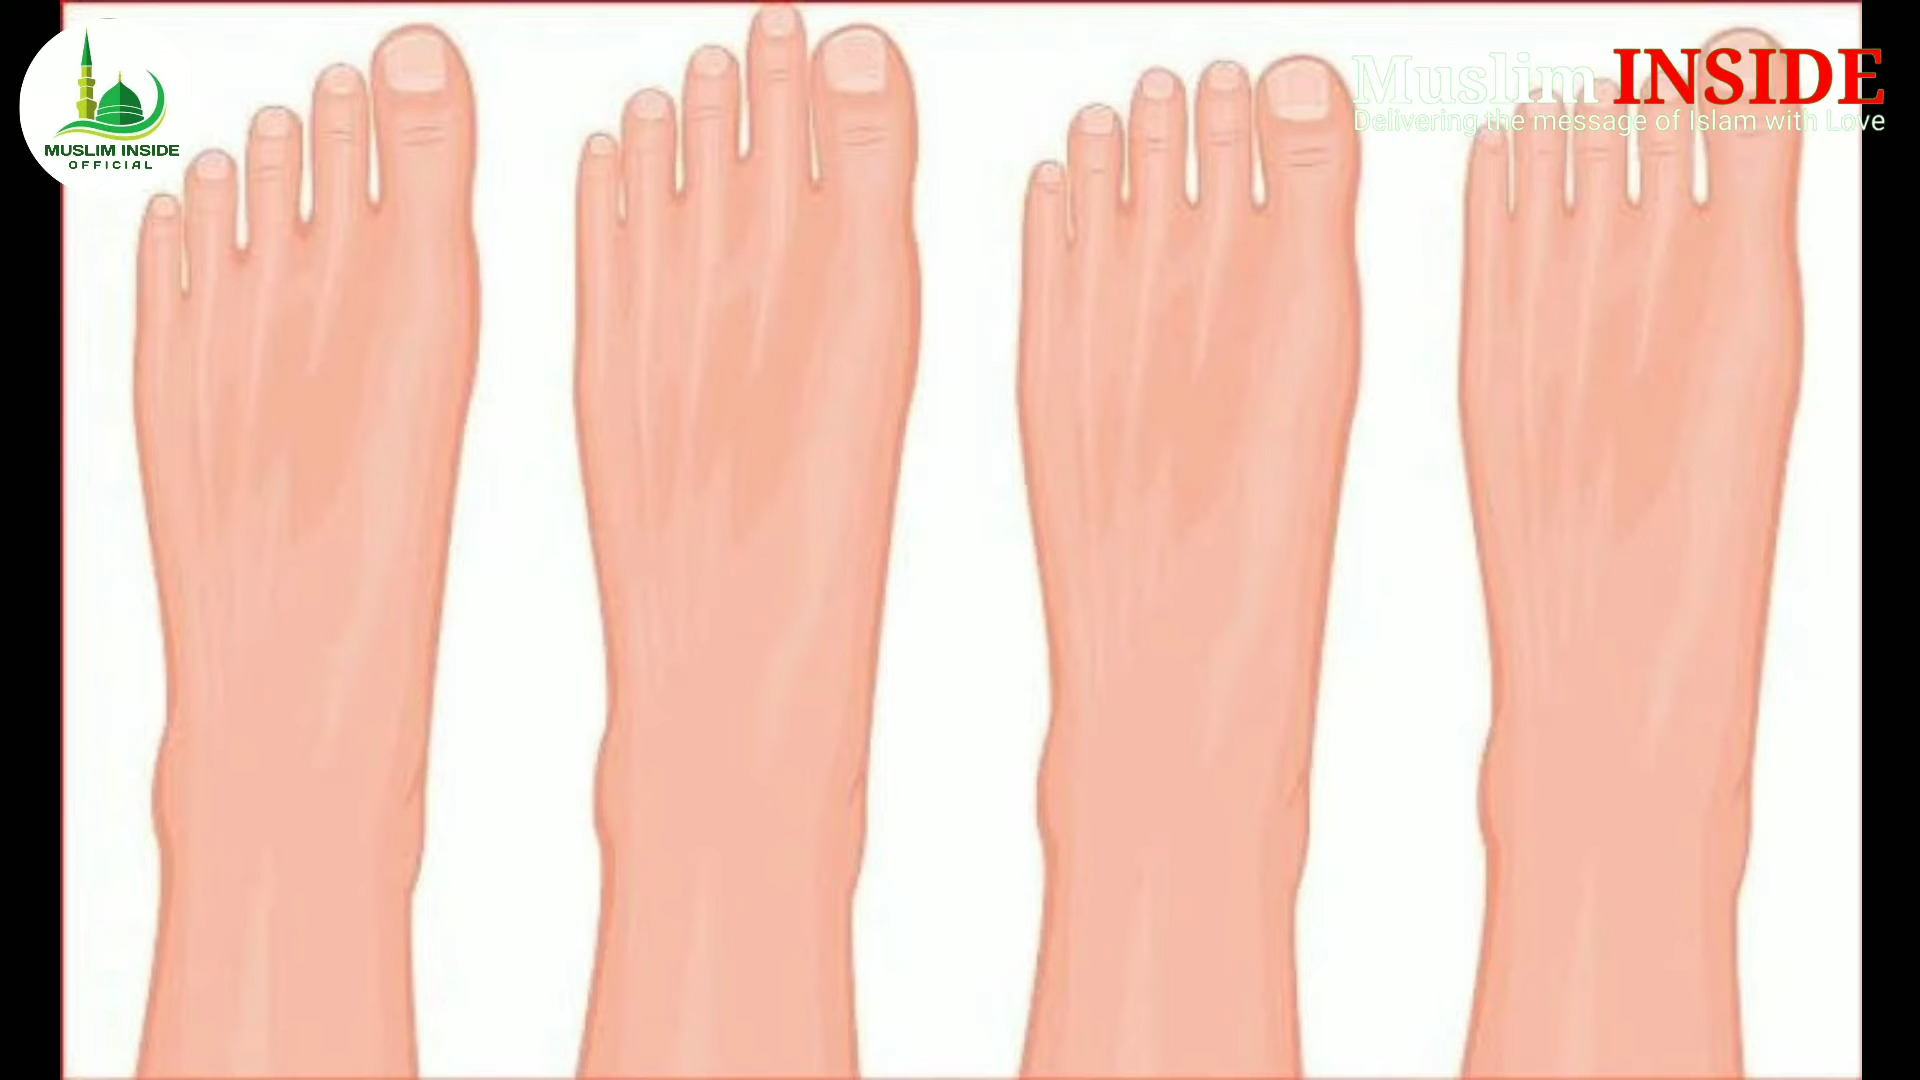 MUSLIM INSIDE
OFFICIAL
Muslim INSIDE
Delivering the message of Islam with Love